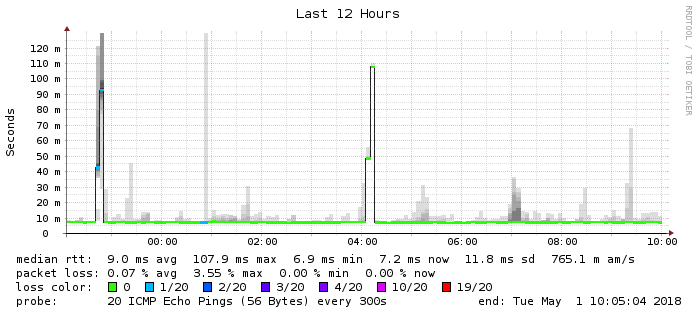 Last 12 Hours
RRDTOOL / TOBI OETIKER
Seconds
120 m
110 m
100 m
90 m
80 m
70 m
60 m
50 m
40 m
30 m
20 m
10 m
0
00:00 02:00 04:00 06:00 08:00 10:00
median rtt: 9.0 ms avg 107.9 ms max 6.9 ms min 7.2 ms now 11.8 ms sd 765.1 m am/s
packet loss: 0.07 % avg 3.55 % max 0.00 % min 0.00 % now
loss color: 0 1/20 2/20 3/20 4/20 10/20 19/20
probe: 20 ICMP Echo Pings (56 Bytes) every 300s end: Tue May 1 10:05:04 2018